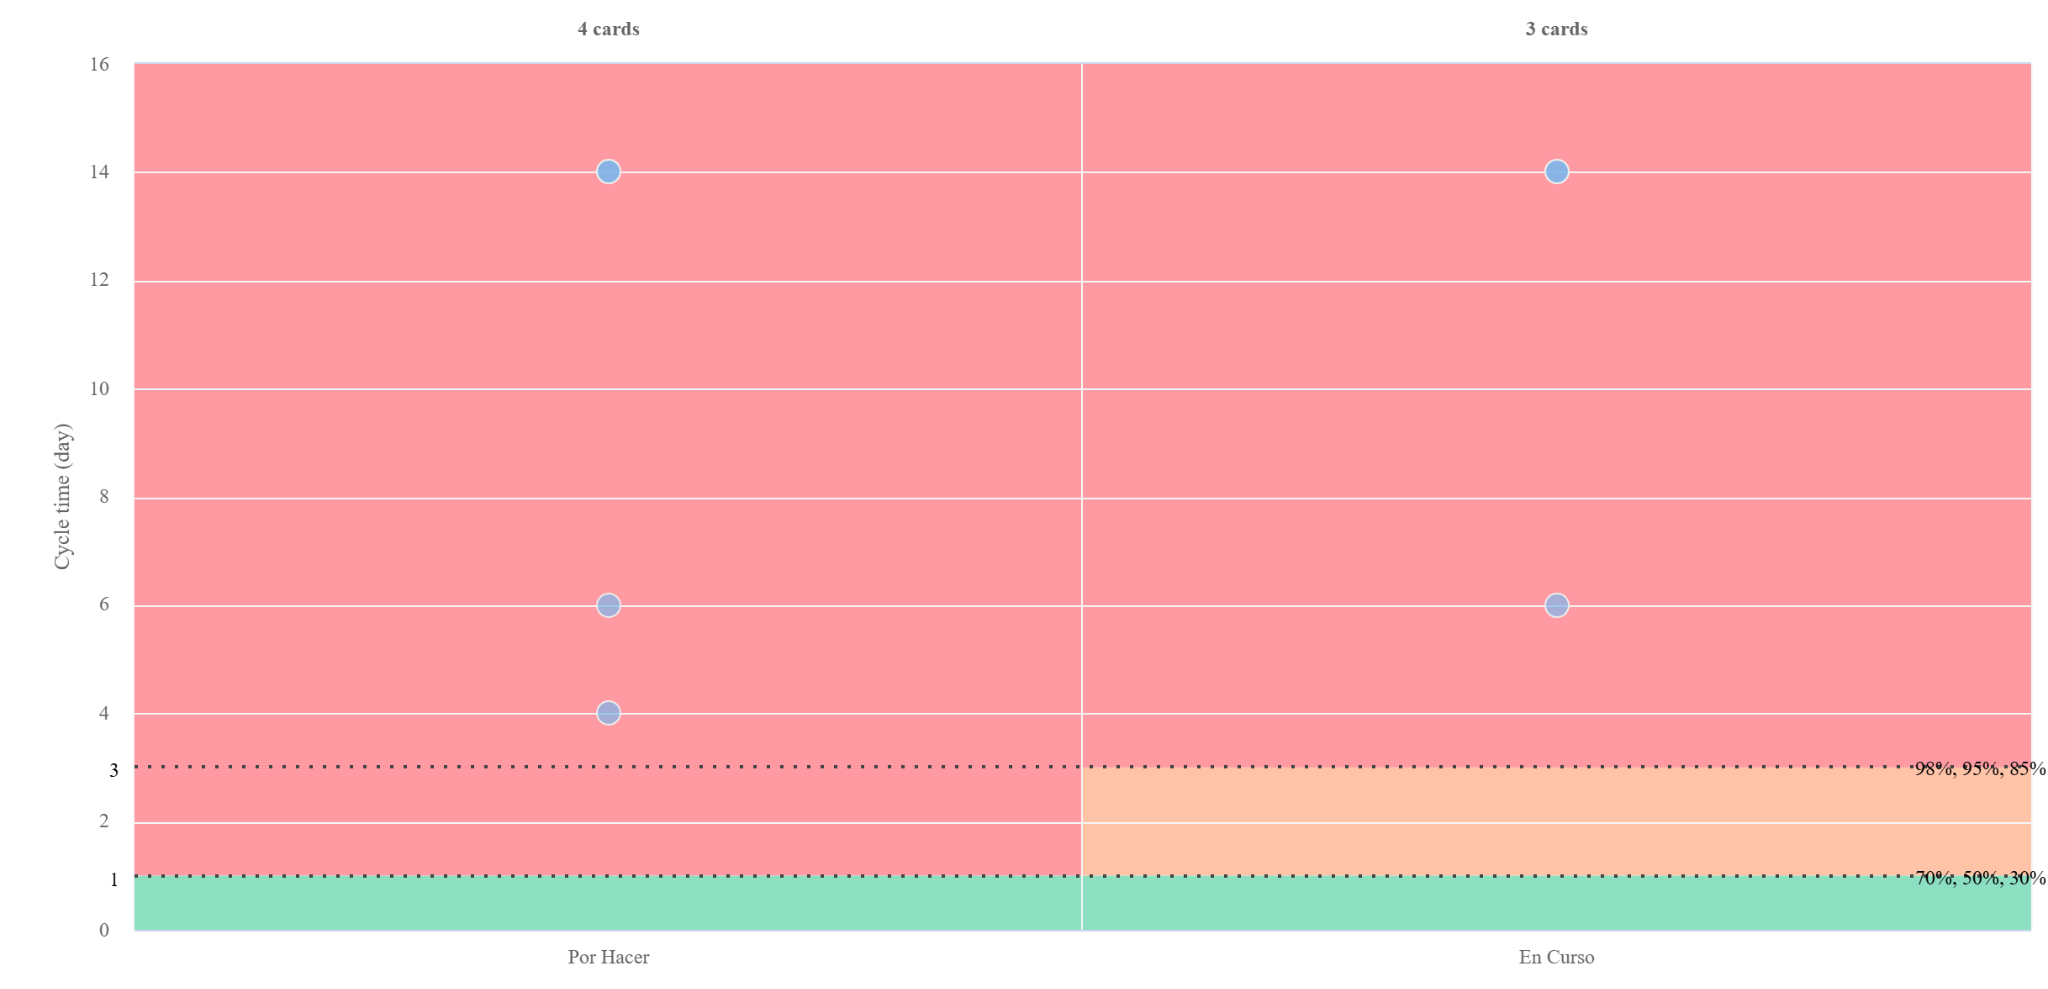 4 cards
3 cards
16
14
12
10
8
6
4
3
2
1
0
Cycle time (day)
98%, 95%, 85%
70%, 50%, 30%
Por Hacer
En Curso